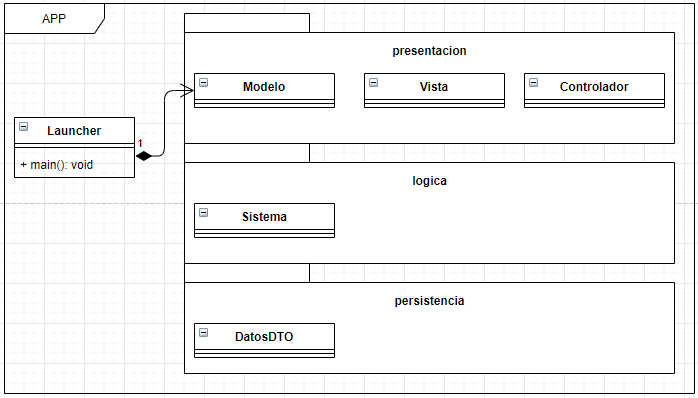 APP
presentacion
Modelo
Vista
Controlador
Launcher
+ main(): void
1
logica
Sistema
persistencia
DatosDTO